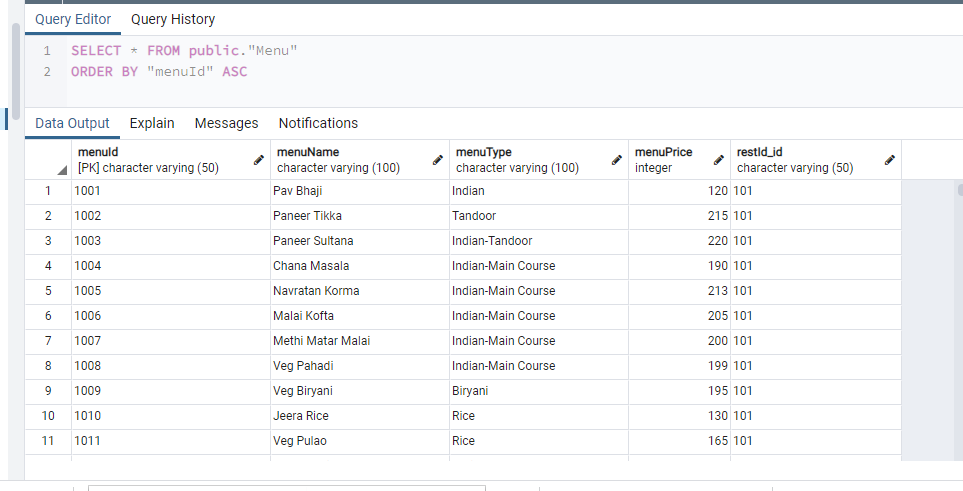 Query Editor Query History
1 SELECT * FROM public."Menu"
2 ORDER BY "menuId" ASC
Data Output Explain Messages Notifications
menuId menuName menuType menuPrice restId_id
[PK] character varying (50) character varying (100) character varying (100) integer character varying (50)
1 1001 Pav Bhaji Indian 120 101
2 1002 Paneer Tikka Tandoor 215 101
3 1003 Paneer Sultana Indian-Tandoor 220 101
4 1004 Chana Masala Indian-Main Course 190 101
5 1005 Navratan Korma Indian-Main Course 213 101
6 1006 Malai Kofta Indian-Main Course 205 101
7 1007 Methi Matar Malai Indian-Main Course 200 101
8 1008 Veg Pahadi Indian-Main Course 199 101
9 1009 Veg Biryani Biryani 195 101
10 1010 Jeera Rice Rice 130 101
11 1011 Veg Pulao Rice 165 101